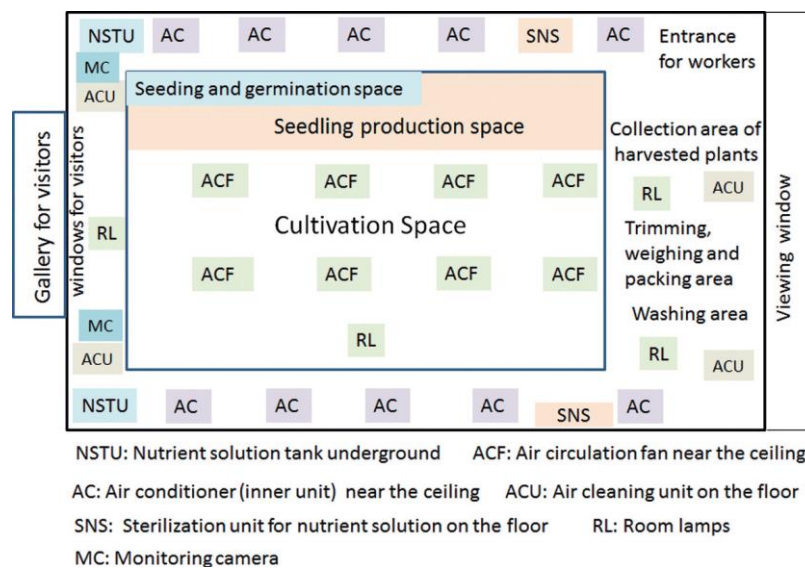 NSTU AC AC AC AC SNS AC
Entrance
for workers
MC
ACU
Seeding and germination space
Seedling production space
Collection area of
harvested plants
Gallery for visitors
windows for visitors
ACF ACF ACF ACF
RL ACU
RL
Cultivation Space
Trimming,
weighing and
packing area
Viewing window
ACF ACF ACF ACF
Washing area
MC
ACU
RL
RL ACU
NSTU AC AC AC AC SNS AC
NSTU: Nutrient solution tank underground ACF: Air circulation fan near the ceiling
AC: Air conditioner (inner unit) near the ceiling ACU: Air cleaning unit on the floor
SNS: Sterilization unit for nutrient solution on the floor RL: Room lamps
MC: Monitoring camera